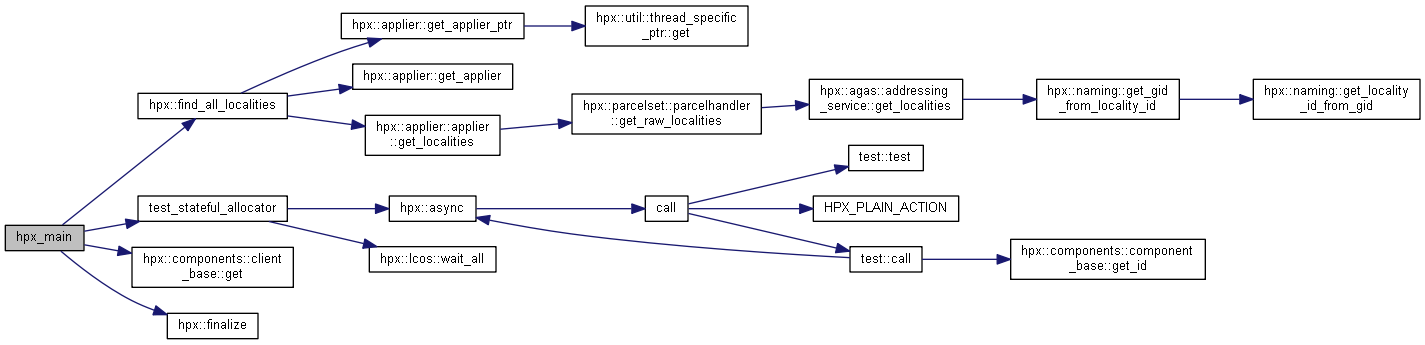 hpx_main
hpx::find_all_localities
hpx::applier::get_applier_ptr
hpx::util::thread_specific
_ptr::get
hpx::applier::get_applier
hpx::applier::applier
::get_localities
hpx::parcelset::parcelhandler
::get_raw_localities
hpx::agas::addressing
_service::get_localities
hpx::naming::get_gid
_from_locality_id
hpx::naming::get_locality
_id_from_gid
test_stateful_allocator
hpx::async
call
test::test
HPX_PLAIN_ACTION
test::call
hpx::components::component
_base::get_id
hpx::lcos::wait_all
hpx::components::client
_base::get
hpx::finalize